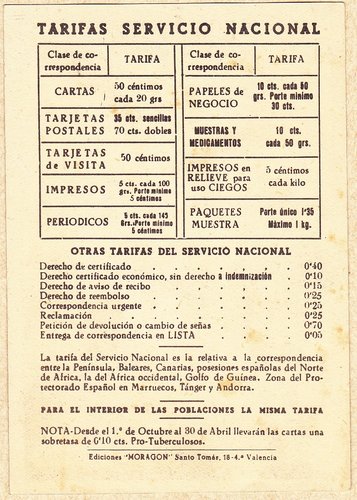 TARIFAS SERVICIO NACIONAL
Clase de co-
rrespondencia
TARIFA
CARTAS
50 céntimos
cada 20 grs
TARJETAS
POSTALES
35 cts. sencillas
70 cts. dobles
TARJETAS
de VISITA
50 céntimos
IMPRESOS
5 cts. cada 100
grs. Porte mínimo
5 céntimos
PERIODICOS
5 cts. cada 145
Grs. Porte mínimo
5 céntimos
Clase de co-
rrespondencia
TARIFA
PAPELES de
NEGOCIO
10 cts. cada 50
grs. Porte mínimo
30 cts.
MUESTRAS Y
MEDICAMENTOS
10 cts.
cada 50 grs.
IMPRESOS en
RELIEVE para
uso CIEGOS
5 céntimos
cada kilo
PAQUETES
MUESTRA
Porte único 1'35
Máximo 1 kg.
OTRAS TARIFAS DEL SERVICIO NACIONAL
Derecho de certificado . . . . . . 0'40
Derecho certificado económico, sin derecho a indemnización 0'10
Derecho de aviso de recibo . . . . . 0'15
Derecho de reembolso . . . . . . 0'25
Correspondencia urgente . . . . . 0'25
Reclamación . . . . . . . 0'25
Petición de devolución o cambio de señas . . . 0'70
Entrega de correspondencia en LISTA . . . 0'05
La tarifa del Servicio Nacional es la relativa a la correspondencia
entre la Península, Baleares, Canarias, posesiones españolas del Norte
de Africa, la del Africa occidental, Golfo de Guinea. Zona del Pro-
tectorado Español en Marruecos, Tánger y Andorra.
PARA EL INTERIOR DE LAS POBLACIONES LA MISMA TARIFA
NOTA-Desde el 1.º de Octubre al 30 de Abril llevarán las cartas una
sobretasa de 0'10 cts. Pro-Tuberculosos.
Ediciones "MORAGON" Santo Tomás, 18-4.ª Valencia